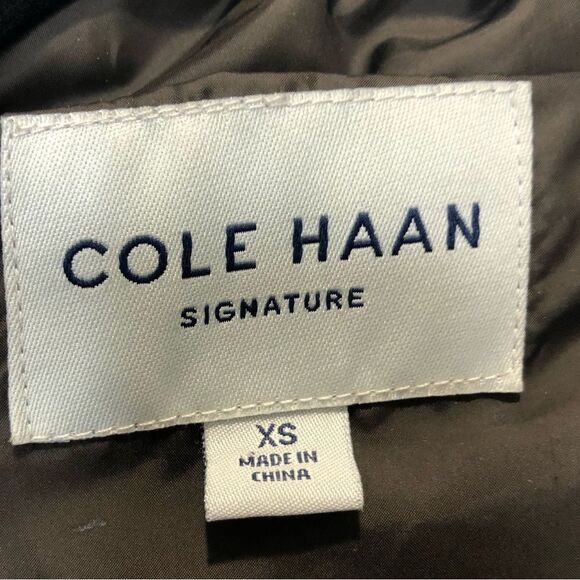 COLE HAAN
SIGNATURE
XS
MADE IN
CHINA